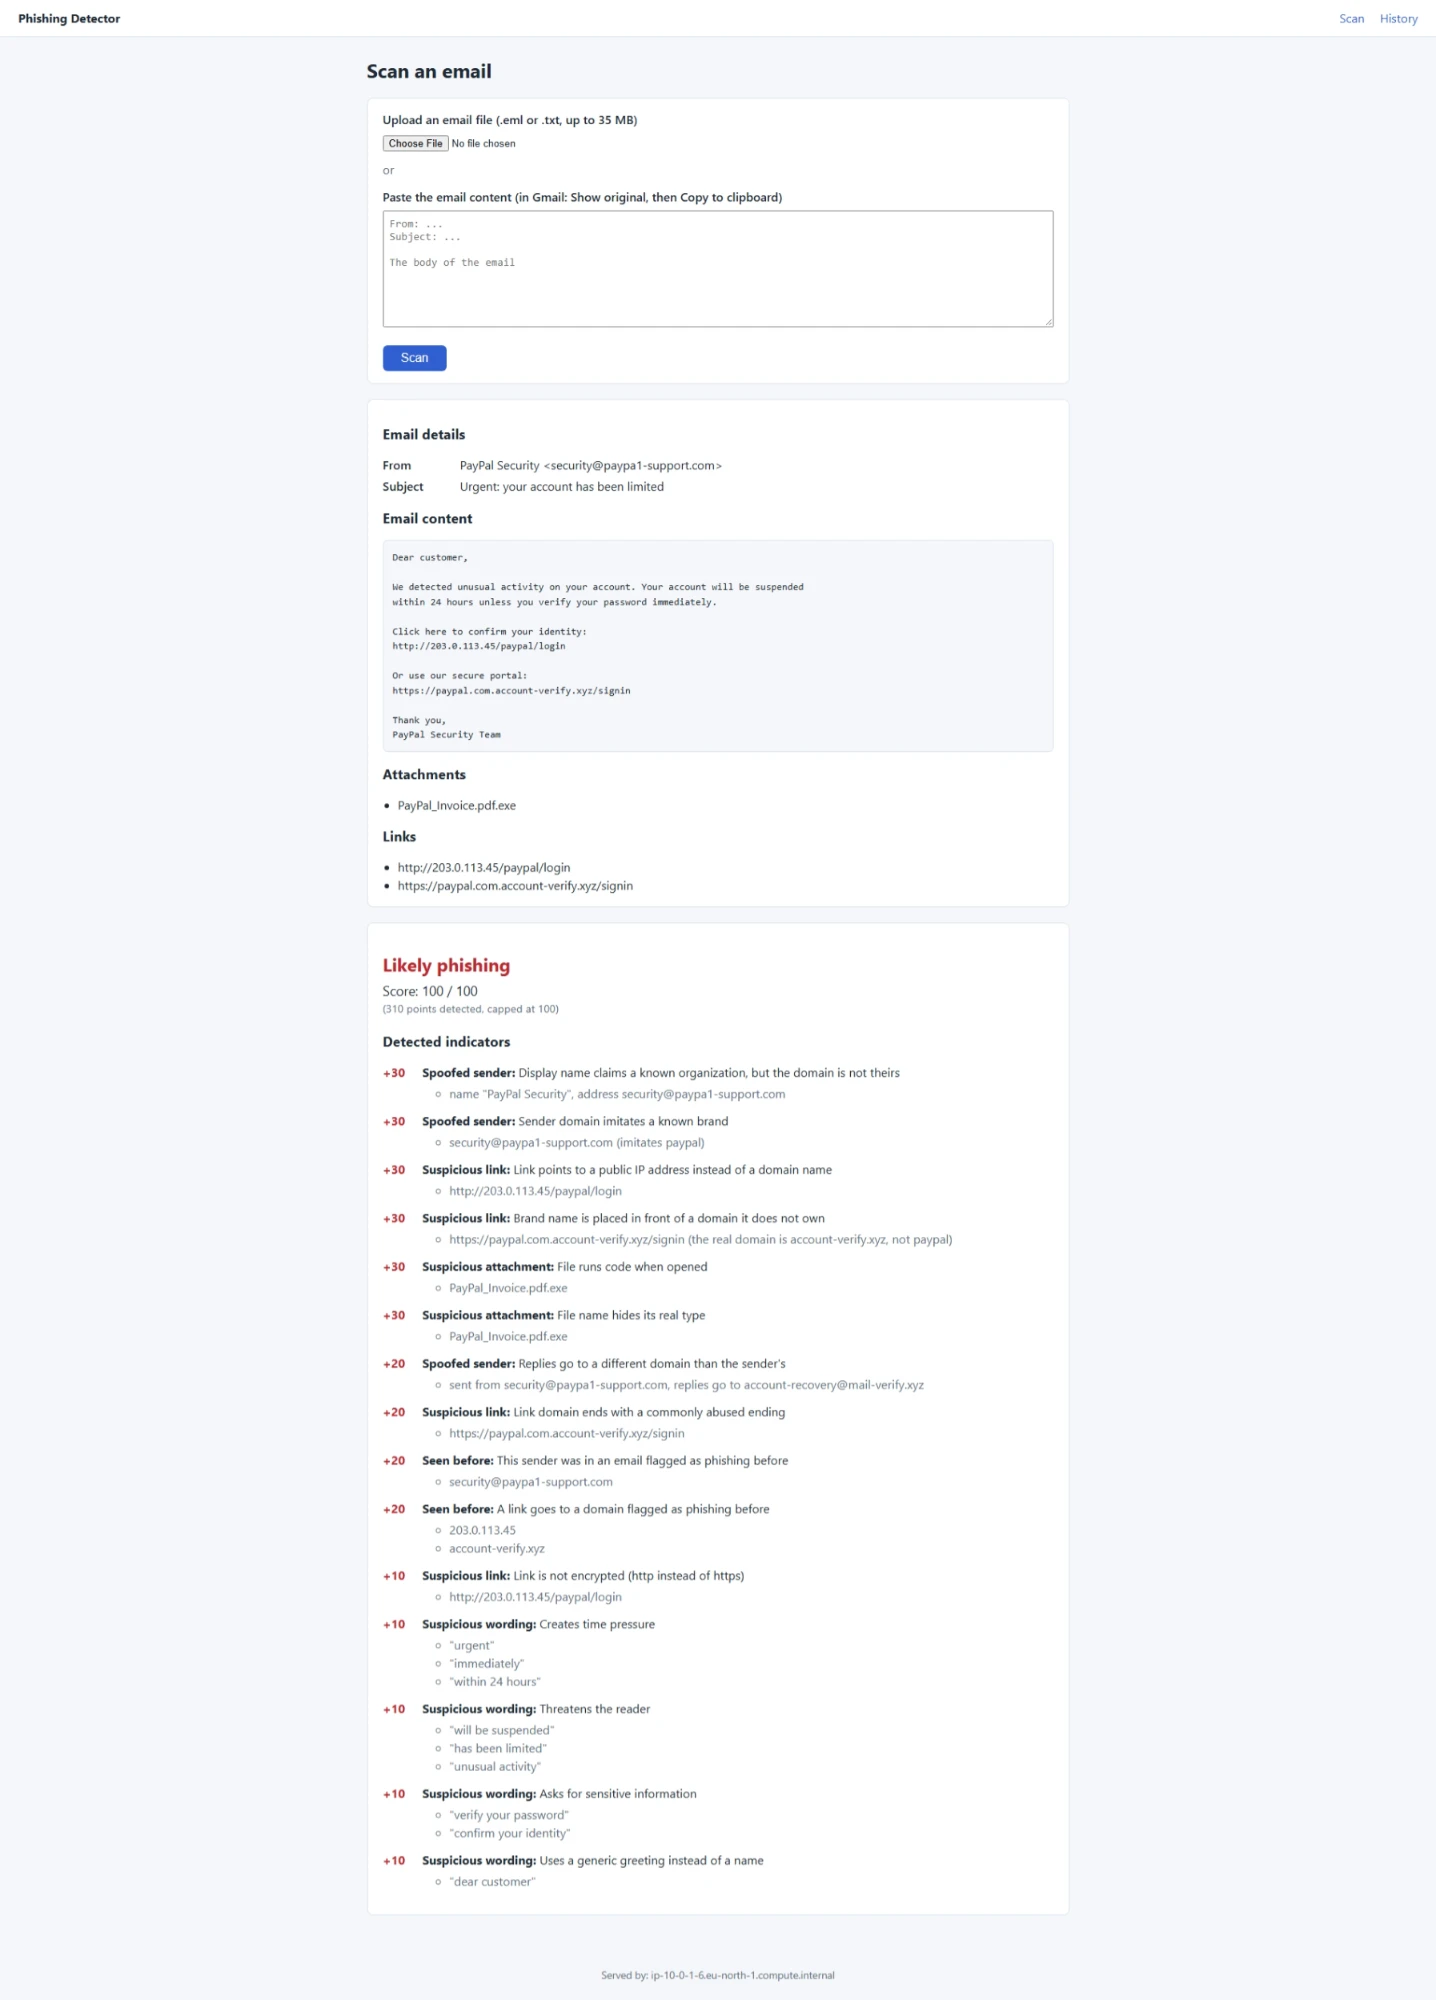 Phishing Detector
Scan
History
Scan an email
Upload an email file (.eml or .txt, up to 35 MB)
Choose File No file chosen
or
Paste the email content (in Gmail: Show original, then Copy to clipboard)
From: ...
Subject: ...
The body of the email
Scan
Email details
From PayPal Security <security@paypa1-support.com>
Subject Urgent: your account has been limited
Email content
Dear customer,
We detected unusual activity on your account. Your account will be suspended
within 24 hours unless you verify your password immediately.
Click here to confirm your identity:
http://203.0.113.45/paypal/login
Or use our secure portal:
https://paypal.com.account-verify.xyz/signin
Thank you,
PayPal Security Team
Attachments
PayPal_Invoice.pdf.exe
Links
http://203.0.113.45/paypal/login
https://paypal.com.account-verify.xyz/signin
Likely phishing
Score: 100 / 100
(310 points detected, capped at 100)
Detected indicators
+30 Spoofed sender: Display name claims a known organization, but the domain is not theirs
name "PayPal Security", address security@paypa1-support.com
+30 Spoofed sender: Sender domain imitates a known brand
security@paypa1-support.com (imitates paypal)
+30 Suspicious link: Link points to a public IP address instead of a domain name
http://203.0.113.45/paypal/login
+30 Suspicious link: Brand name is placed in front of a domain it does not own
https://paypal.com.account-verify.xyz/signin (the real domain is account-verify.xyz, not paypal)
+30 Suspicious attachment: File runs code when opened
PayPal_Invoice.pdf.exe
+30 Suspicious attachment: File name hides its real type
PayPal_Invoice.pdf.exe
+20 Spoofed sender: Replies go to a different domain than the sender's
sent from security@paypa1-support.com, replies go to account-recovery@mail-verify.xyz
+20 Suspicious link: Link domain ends with a commonly abused ending
https://paypal.com.account-verify.xyz/signin
+20 Seen before: This sender was in an email flagged as phishing before
security@paypa1-support.com
+20 Seen before: A link goes to a domain flagged as phishing before
203.0.113.45
account-verify.xyz
+10 Suspicious link: Link is not encrypted (http instead of https)
http://203.0.113.45/paypal/login
+10 Suspicious wording: Creates time pressure
"urgent"
"immediately"
"within 24 hours"
+10 Suspicious wording: Threatens the reader
"will be suspended"
"has been limited"
"unusual activity"
+10 Suspicious wording: Asks for sensitive information
"verify your password"
"confirm your identity"
+10 Suspicious wording: Uses a generic greeting instead of a name
"dear customer"
Served by: ip-10-0-1-6.eu-north-1.compute.internal